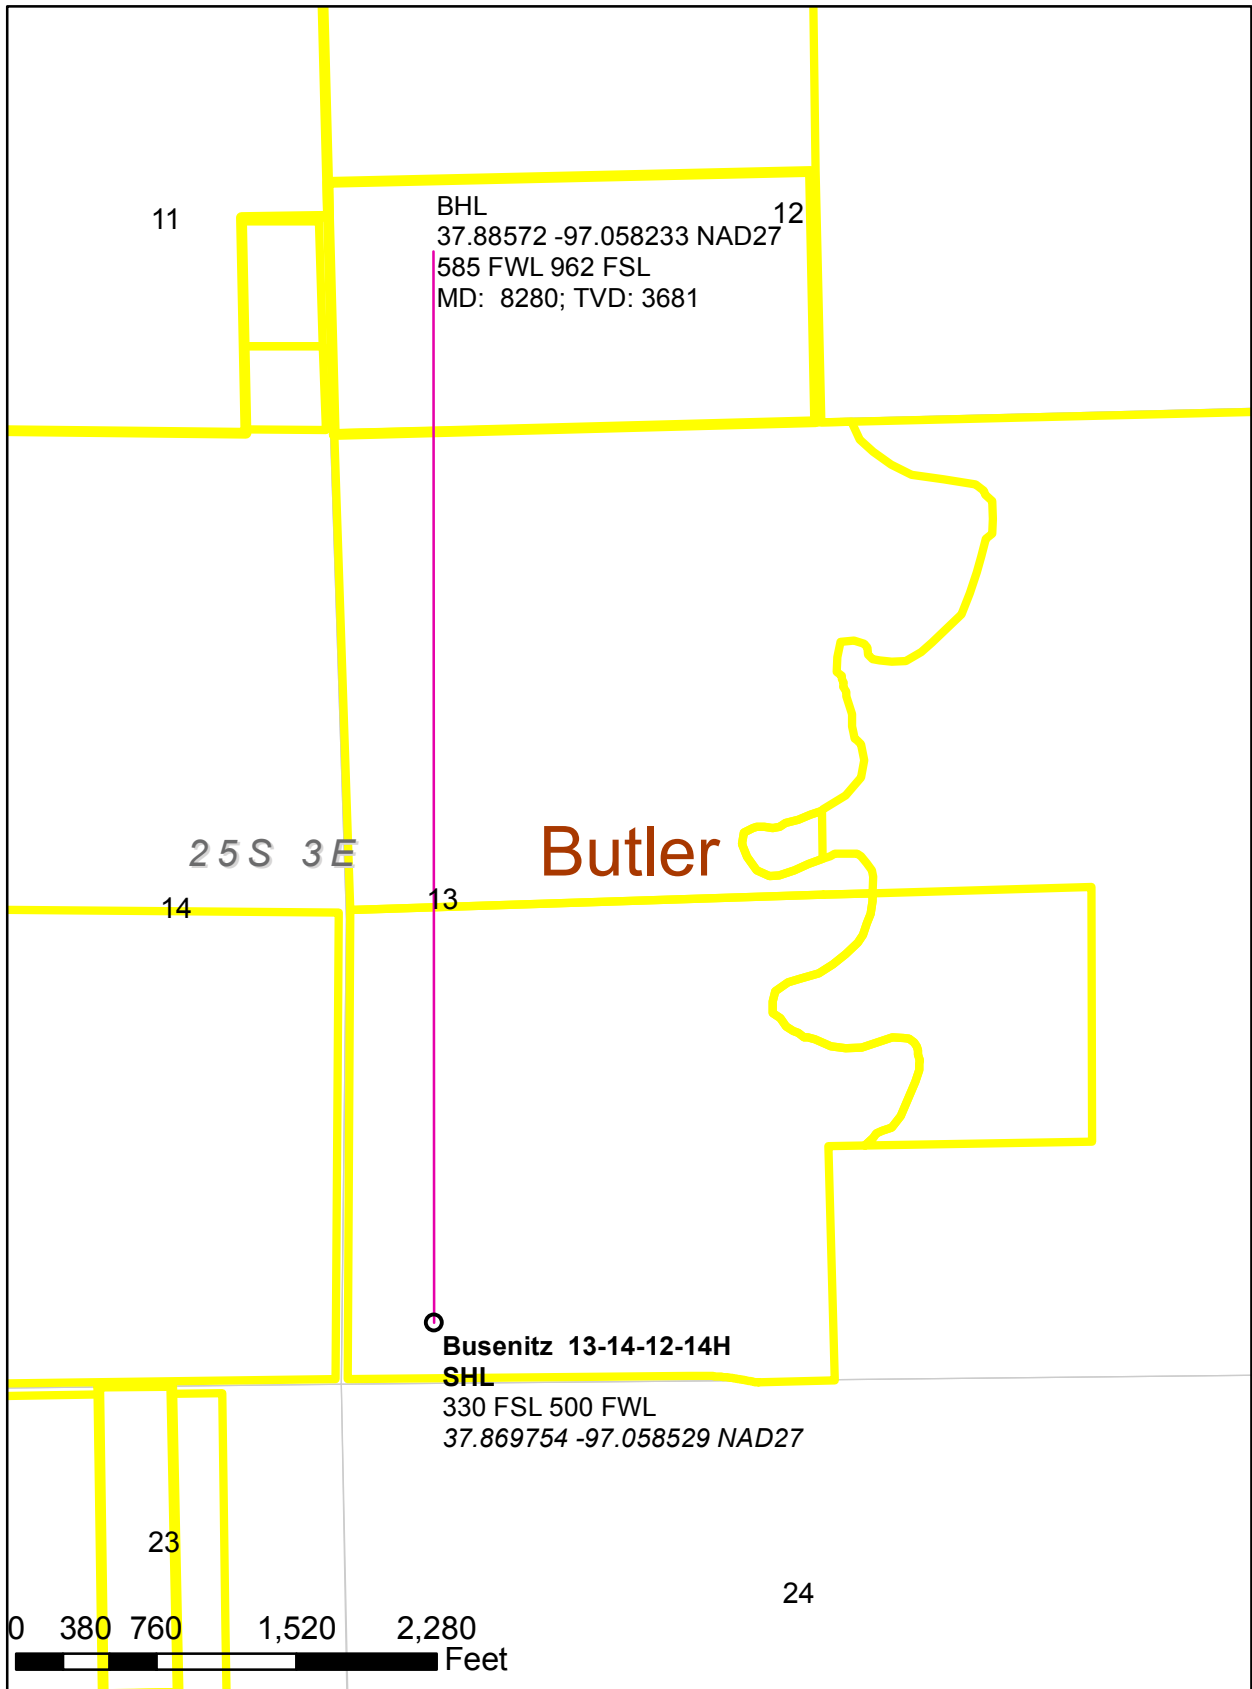 11
BHL
12
37.88572 -97.058233 NAD27
585 FWL 962 FSL
MD: 8280; TVD: 3681
25S 3E
Butler
14
13
Busenitz 13-14-12-14H
SHL
330 FSL 500 FWL
37.869754 -97.058529 NAD27
23
24
0 380 760 1,520 2,280
Feet